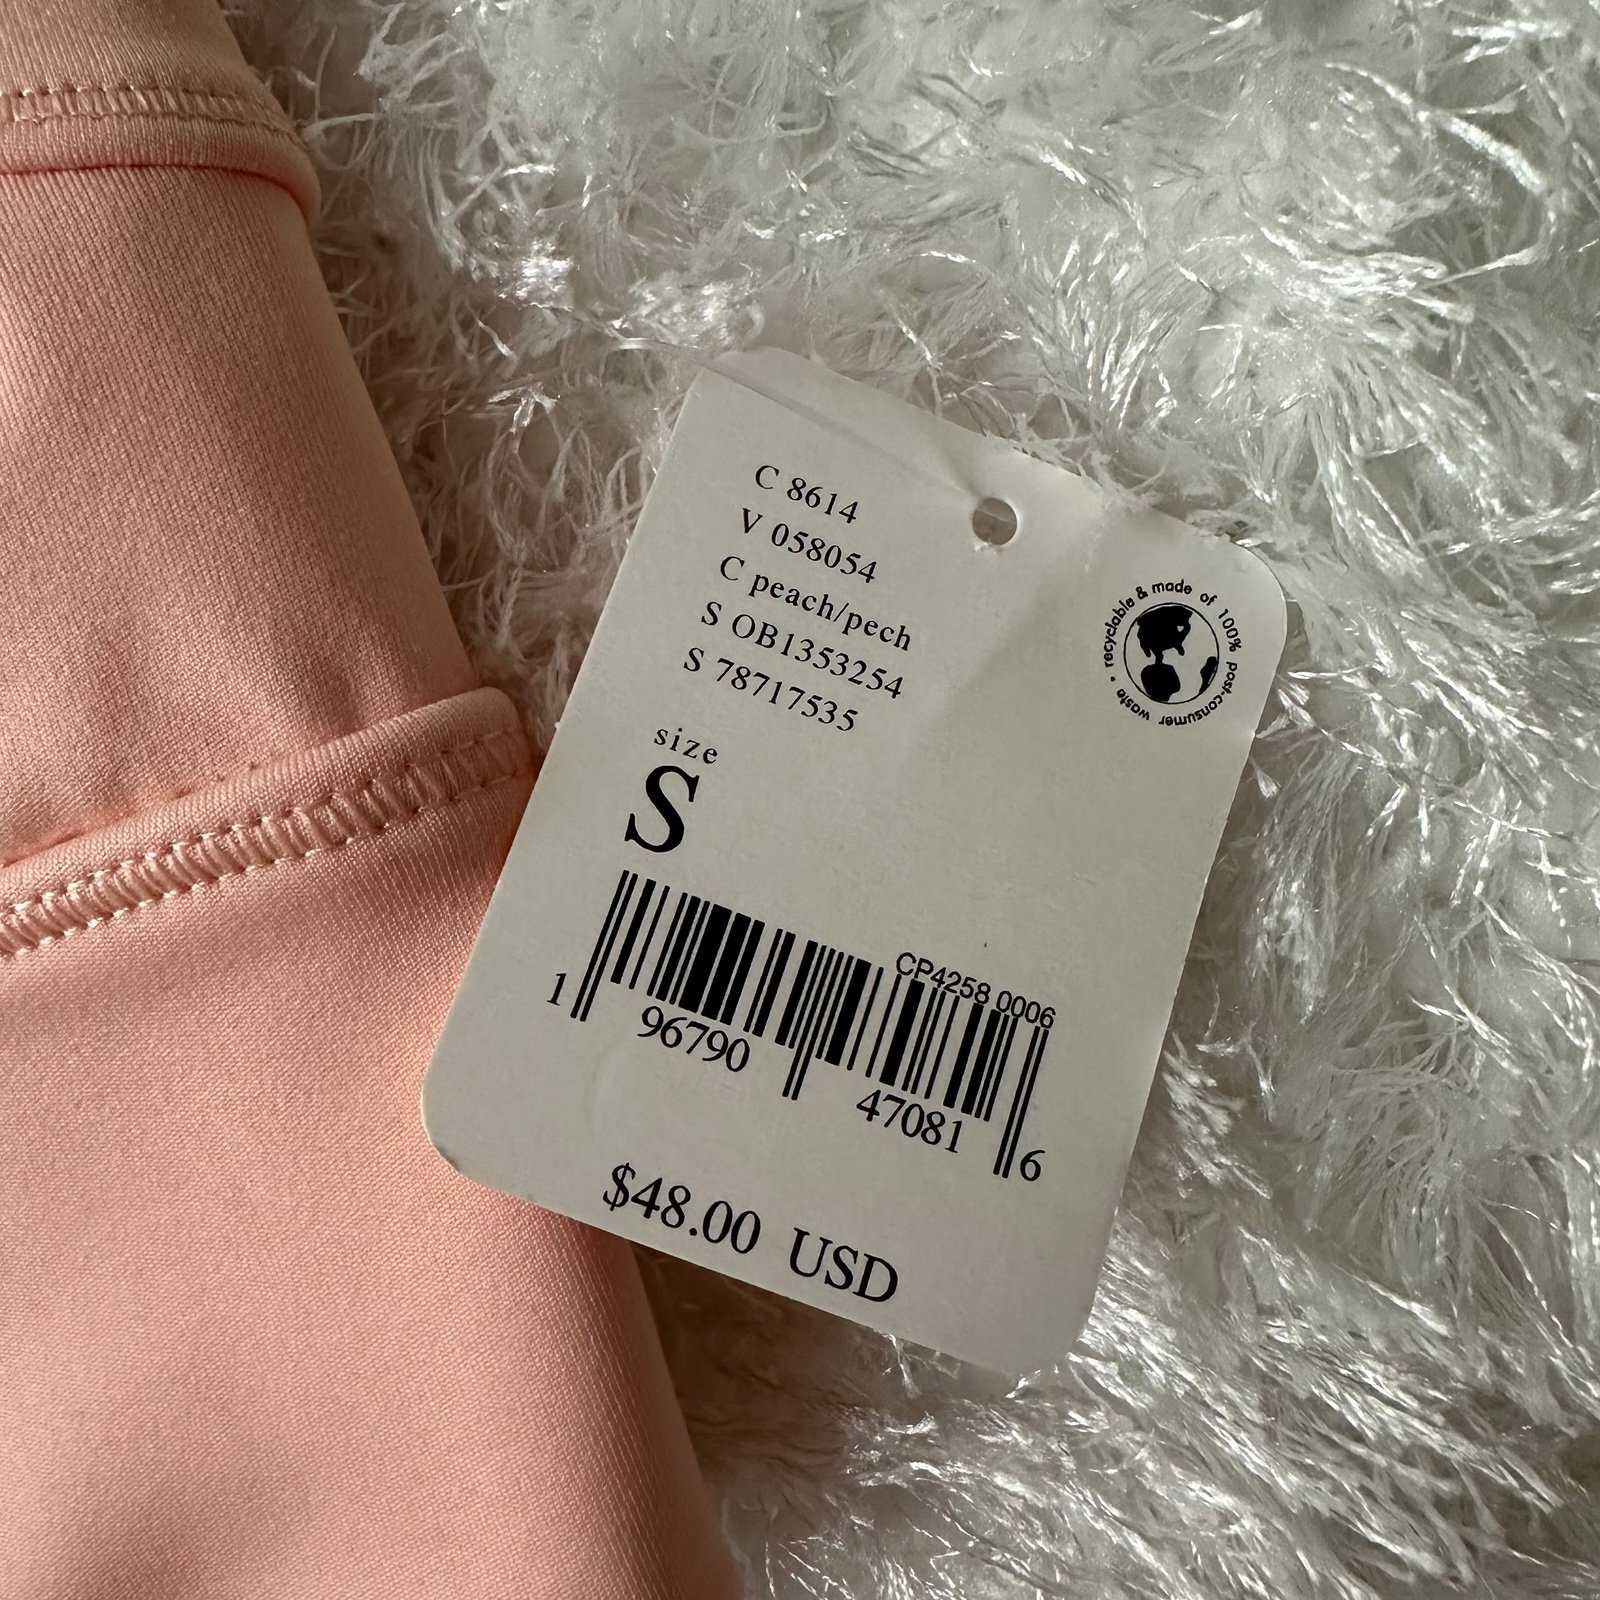 C 8614
V 058054
C peach/pech
S OB1353254
S 78717535
recyclable & made of 100% post-consumer waste •
size
S
CP4258 0006
1 96790 47081 6
$48.00 USD